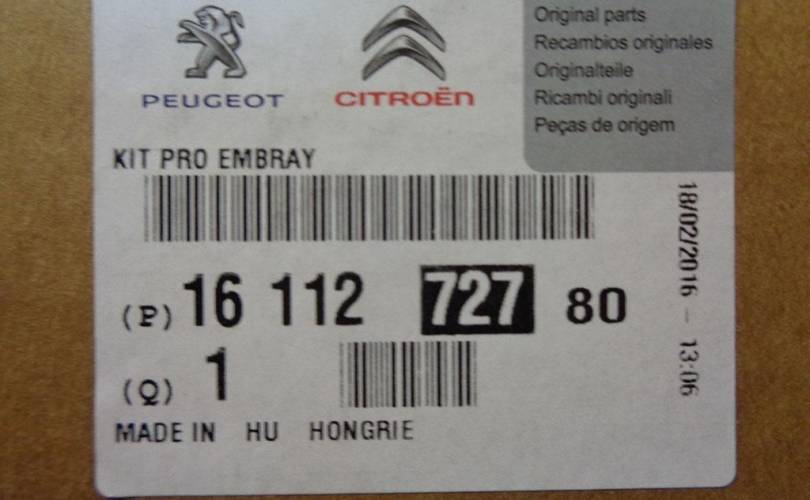 PEUGEOT
CITROËN
Original parts
Recambios originales
Originalteile
Ricambi originali
Peças de origem
KIT PRO EMBRAY
(P) 16 112 727 80
(Q) 1
MADE IN HU HONGRIE
18/02/2016 - 13:06